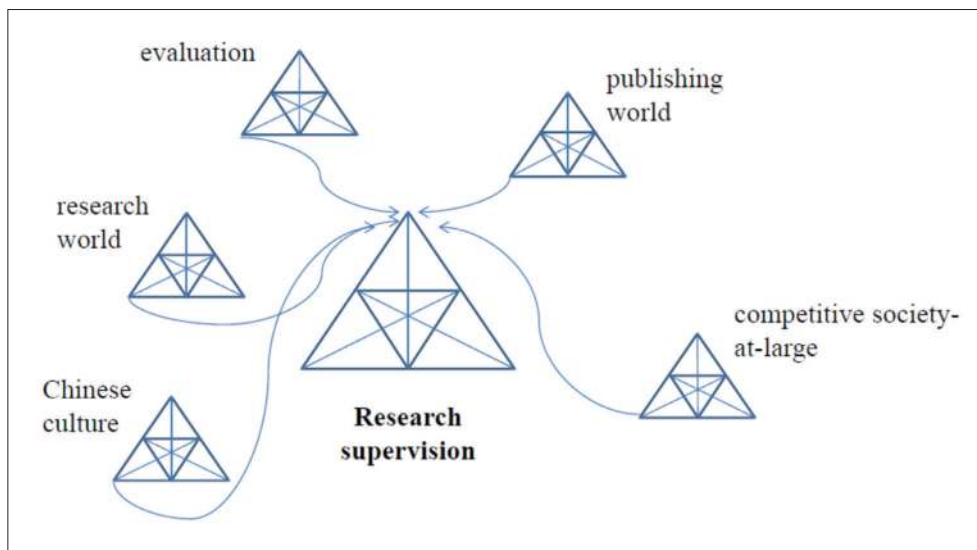 evaluation
publishing
world
research
world
competitive society-
at-large
Chinese
culture
Research
supervision